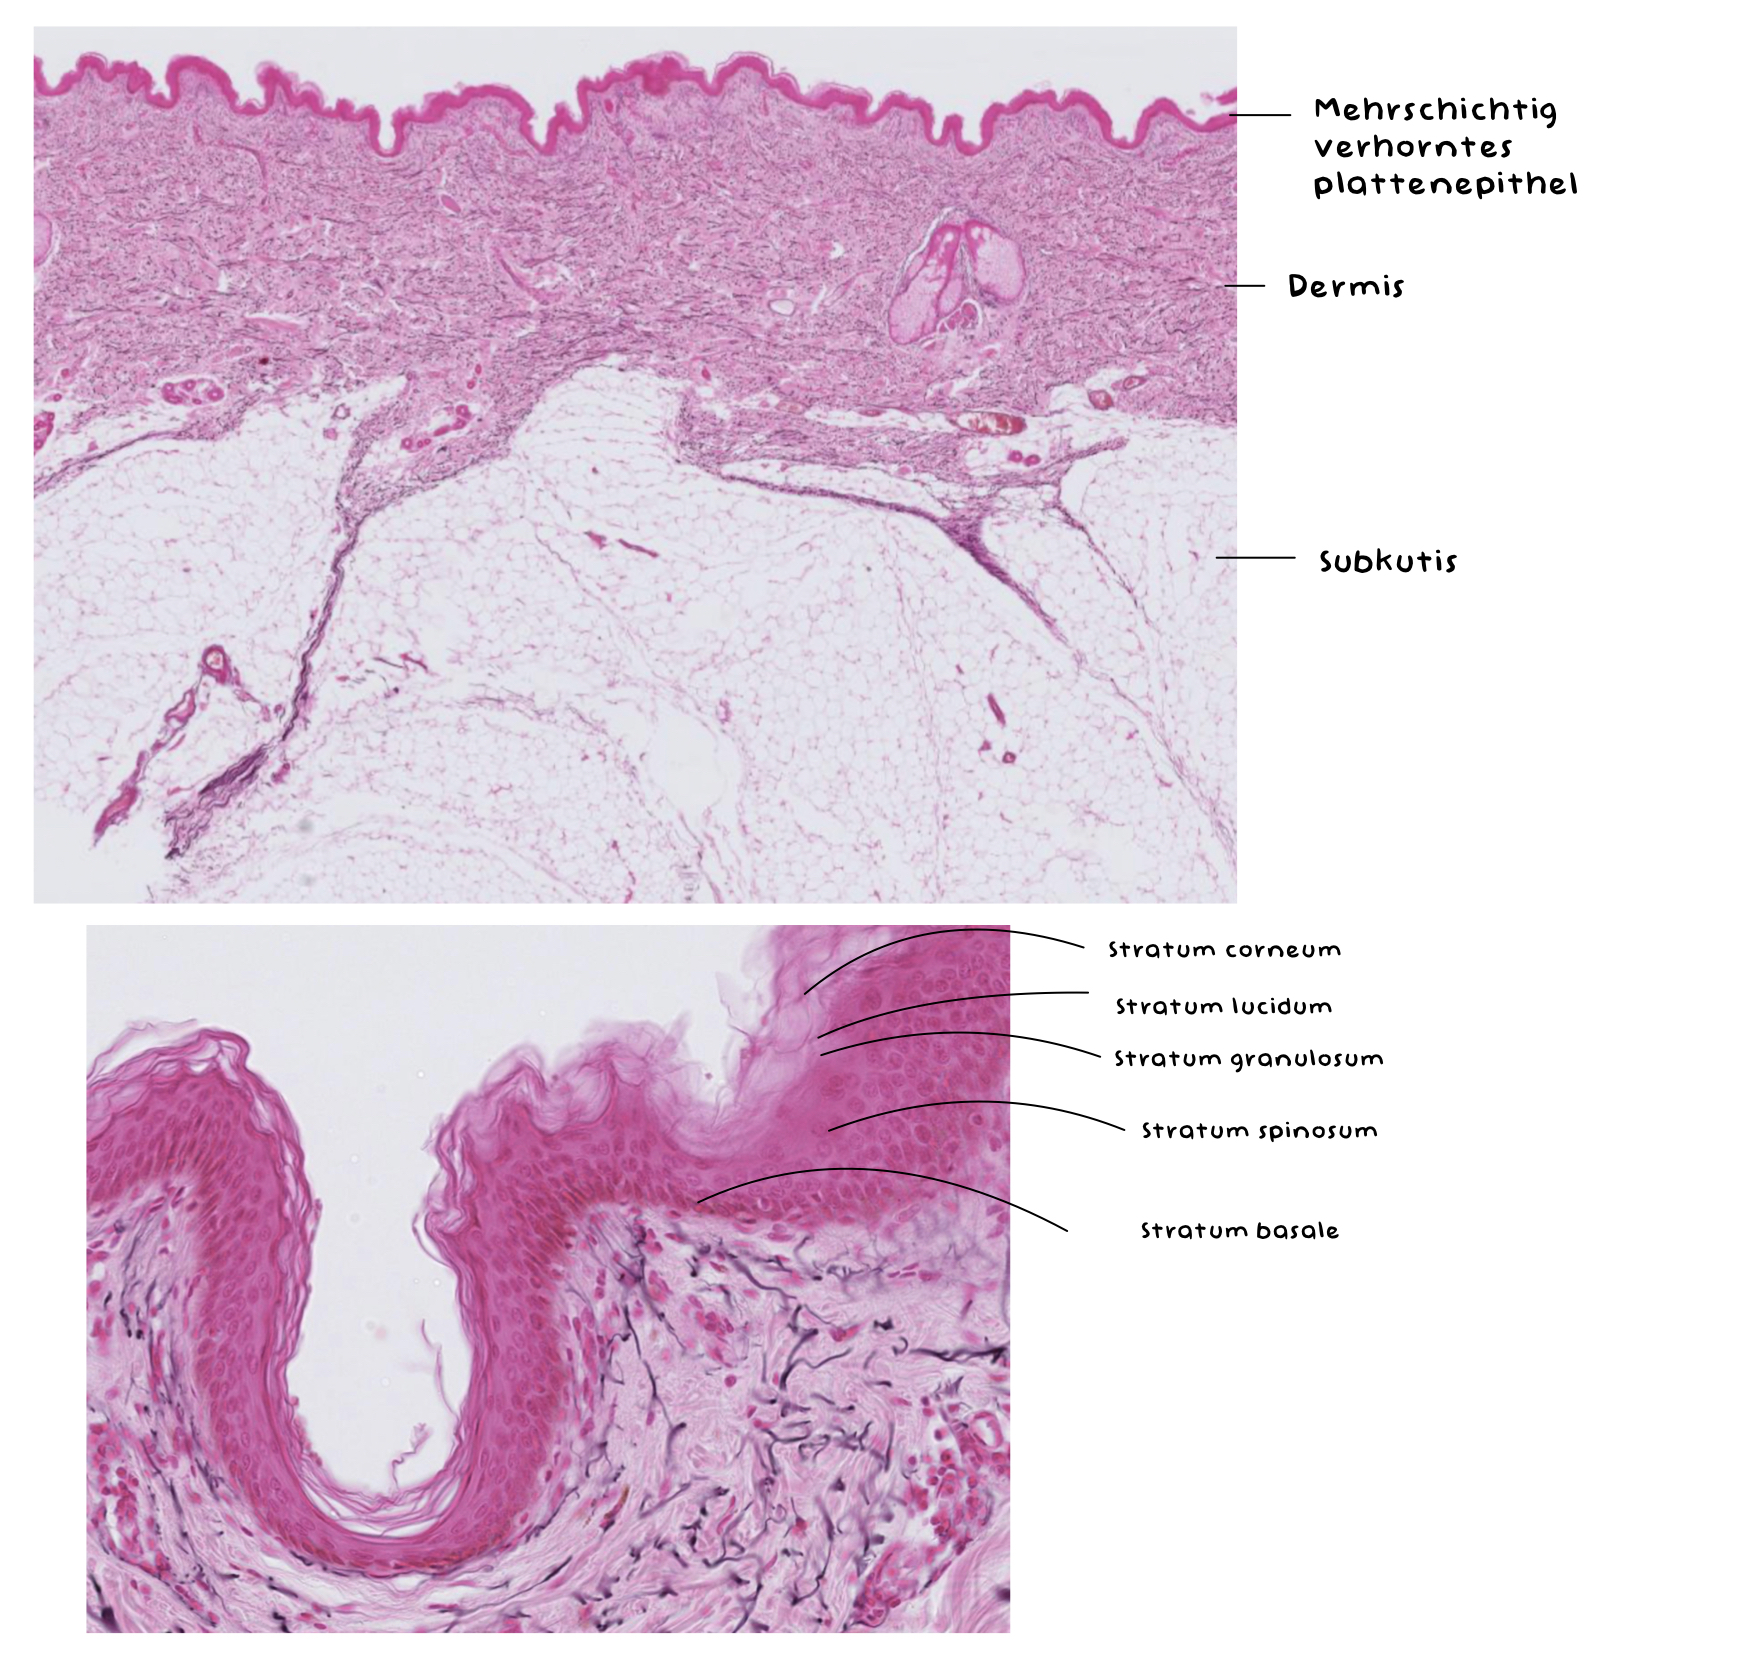 Mehrschichtig
verhorntes
plattenepithel
Dermis
Subkutis
Stratum corneum
Stratum lucidum
Stratum granulosum
Stratum spinosum
Stratum basale